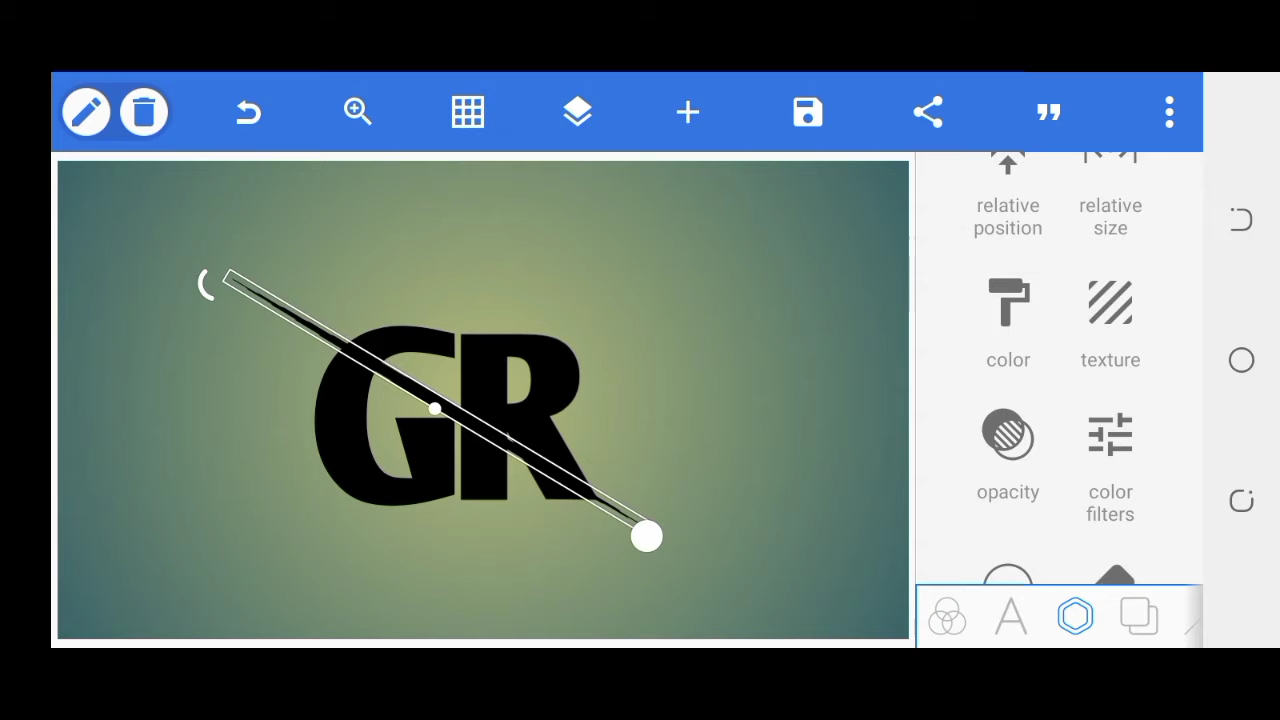 GR
relative
position
relative
size
color
texture
opacity
color
filters